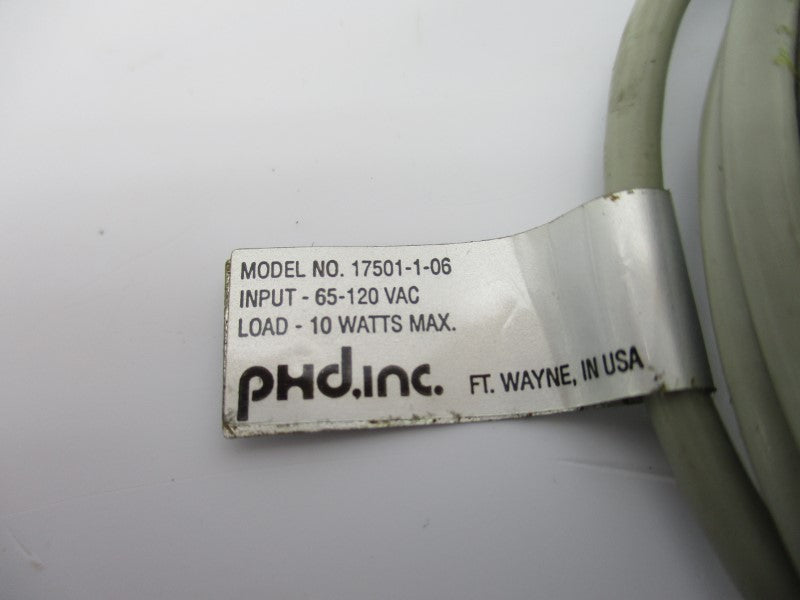 MODEL NO. 17501-1-06
INPUT - 65-120 VAC
LOAD - 10 WATTS MAX.
PHd.inc. FT. WAYNE, IN USA